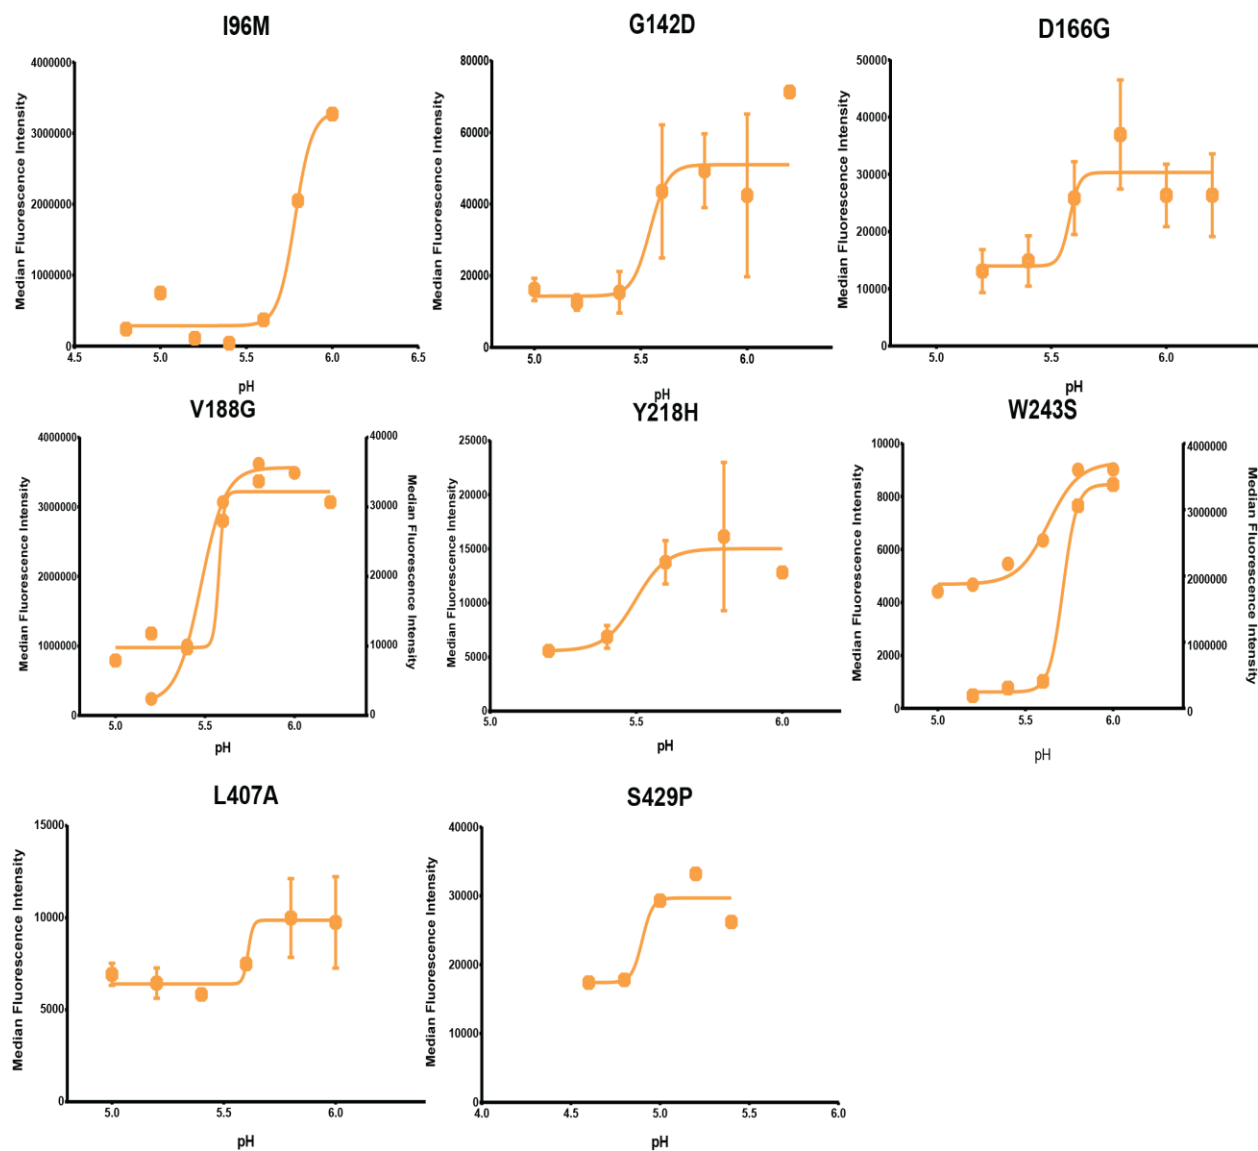 I96M
Median Fluorescence Intensity
4000000
3000000
2000000
1000000
0
4.5 5.0 5.5 6.0 6.5
pH
G142D
Median Fluorescence Intensity
80000
60000
40000
20000
0
5.0 5.5 6.0
pH
D166G
Median Fluorescence Intensity
50000
40000
30000
20000
10000
0
5.0 5.5 6.0
pH
V188G
Median Fluorescence Intensity
4000000
3000000
2000000
1000000
0
40000
30000
20000
10000
0
Median Fluorescence Intensity
5.0 5.5 6.0
pH
Y218H
Median Fluorescence Intensity
25000
20000
15000
10000
5000
0
5.0 5.5 6.0
pH
W243S
Median Fluorescence Intensity
10000
8000
6000
4000
2000
0
4000000
3000000
2000000
1000000
0
Median Fluorescence Intensity
5.0 5.5 6.0
pH
L407A
Median Fluorescence Intensity
15000
10000
5000
0
5.0 5.5 6.0
pH
S429P
Median Fluorescence Intensity
40000
30000
20000
10000
0
4.0 4.5 5.0 5.5 6.0
pH